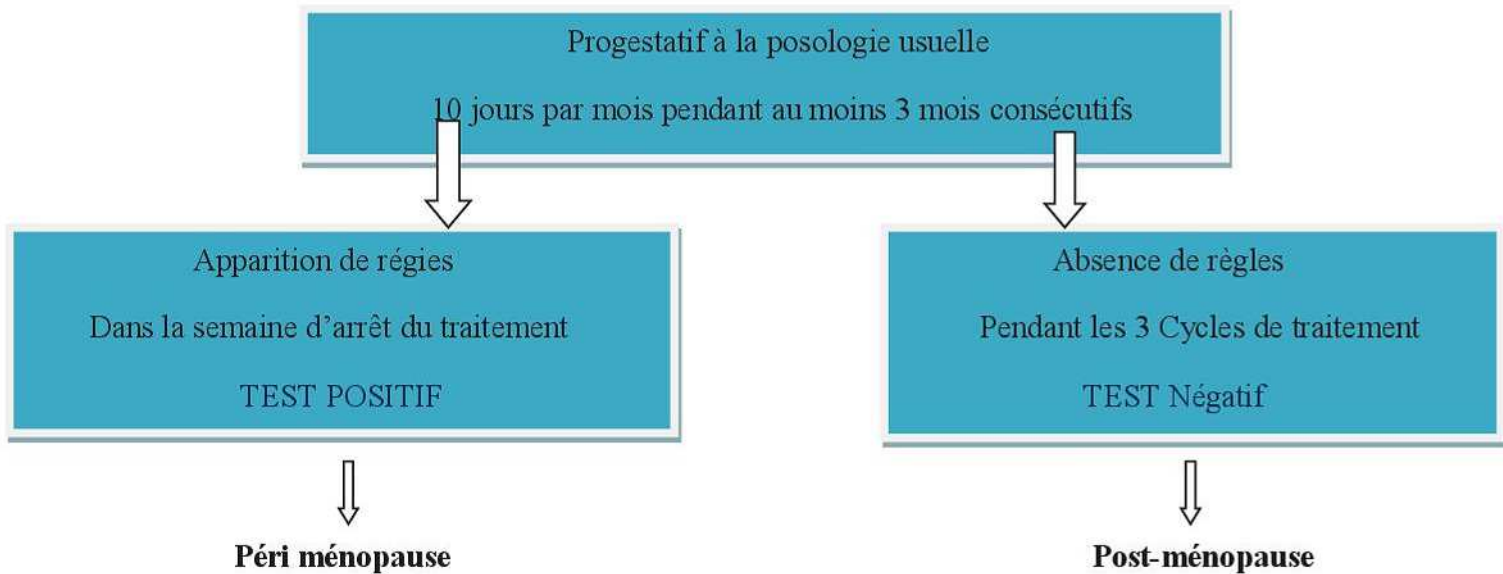 Progestatif à la posologie usuelle
10 jours par mois pendant au moins 3 mois consécutifs
Apparition de régies
Dans la semaine d’arrêt du traitement
TEST POSITIF
Absence de règles
Pendant les 3 Cycles de traitement
TEST Négatif
Péri ménopause
Post-ménopause